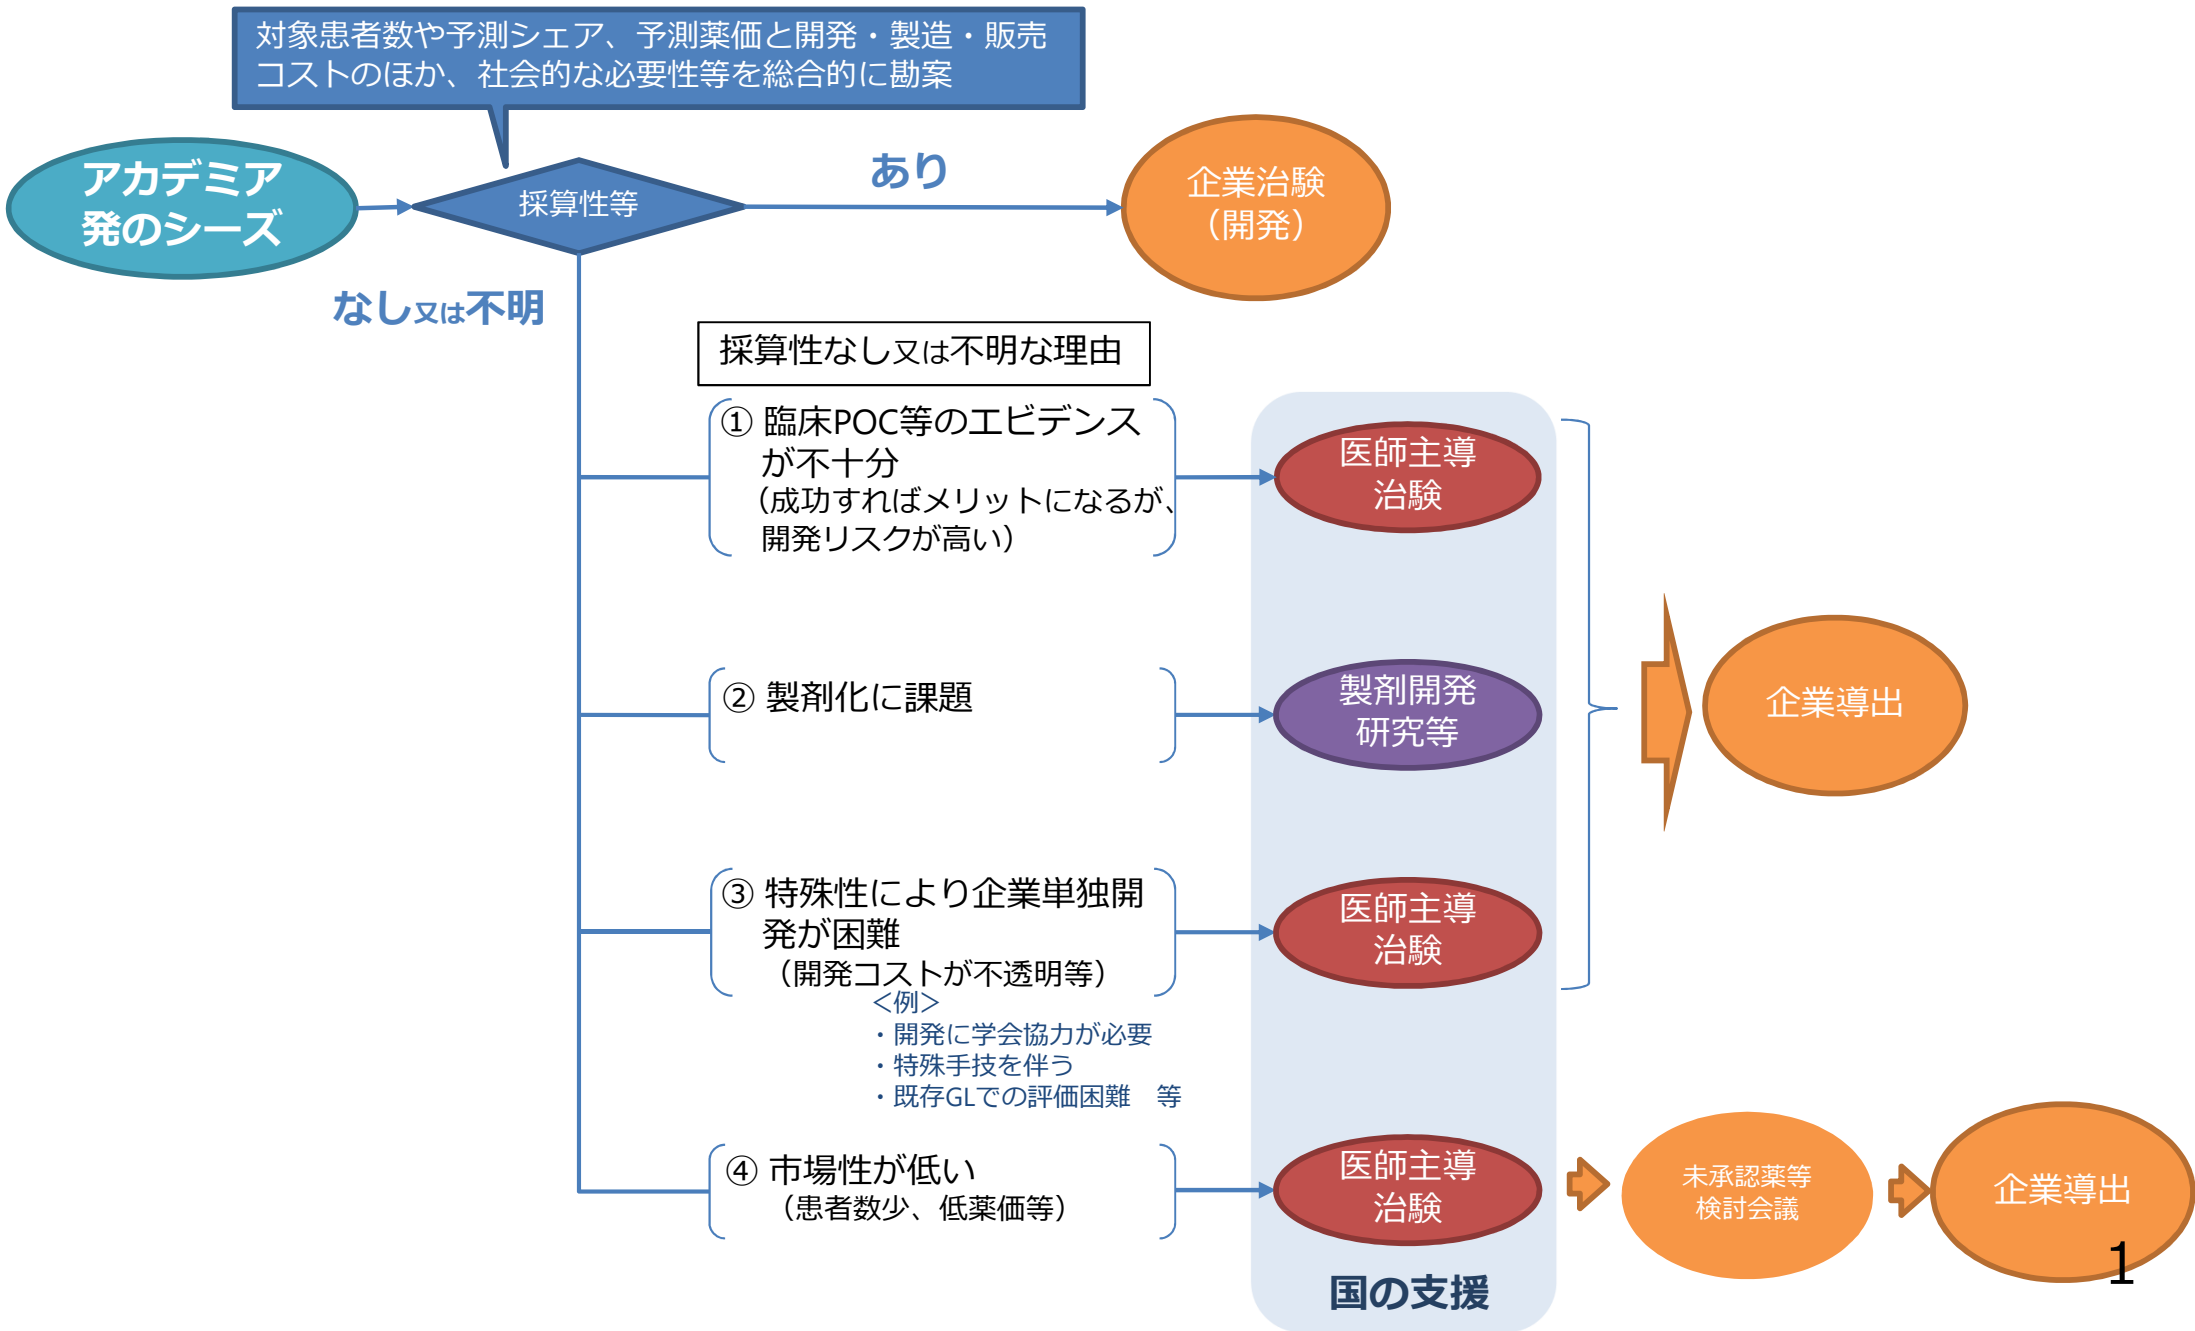 対象患者数や予測シェア、予測薬価と開発・製造・販売
コストのほか、社会的な必要性等を総合的に勘案
アカデミア
発のシーズ
採算性等
あり
企業治験
（開発）
なし又は不明
採算性なし又は不明な理由
① 臨床POC等のエビデンス
が不十分
（成功すればメリットになるが、
開発リスクが高い）
医師主導
治験
② 製剤化に課題
製剤開発
研究等
企業導出
③ 特殊性により企業単独開
発が困難
（開発コストが不透明等）
＜例＞
・開発に学会協力が必要
・特殊手技を伴う
・既存GLでの評価困難　等
医師主導
治験
④ 市場性が低い
（患者数少、低薬価等）
医師主導
治験
未承認薬等
検討会議
企業導出
国の支援
1